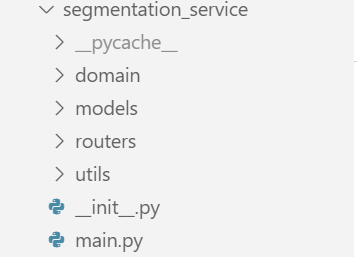 segmentation_service
__pycache__
domain
models
routers
utils
__init__.py
main.py